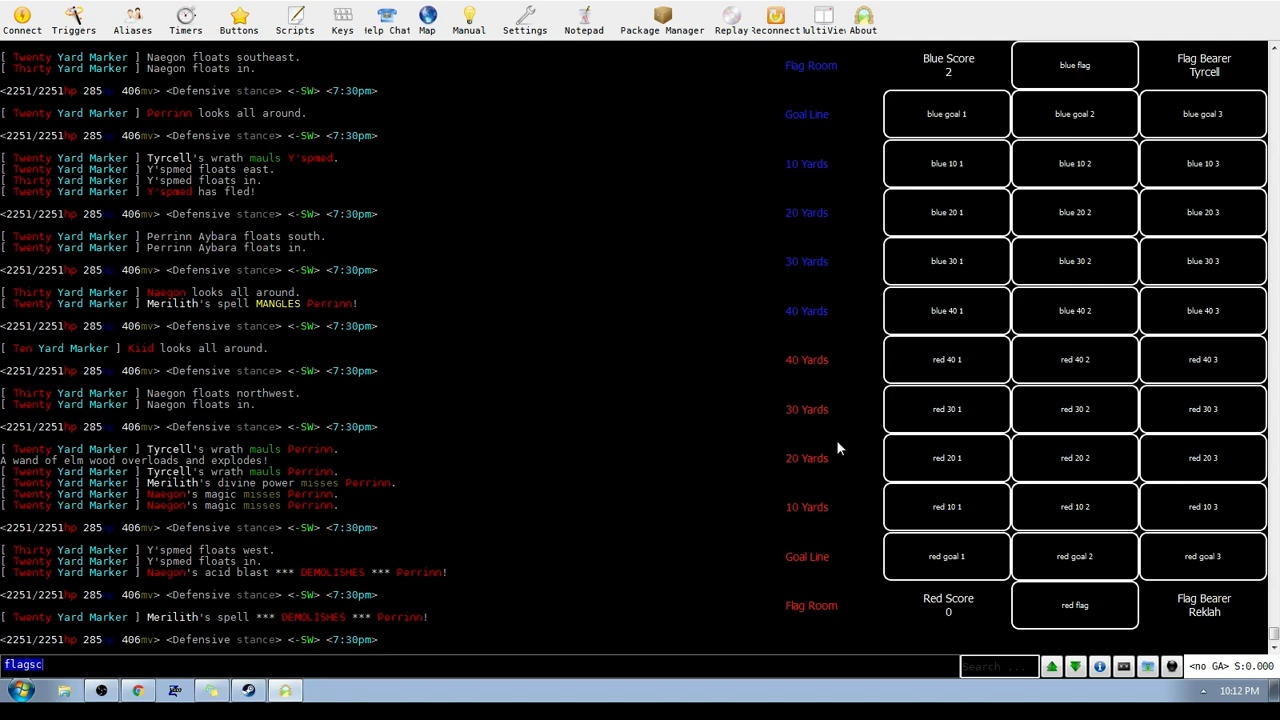 Connect Triggers Aliases Timers Buttons Scripts Keys Help Chat Map Manual Settings Notepad Package Manager Replay Reconnect MultiView About
[ Twenty Yard Marker ] Naegon floats southeast.
[ Thirty Yard Marker ] Naegon floats in.
<2251/2251hp 285 406mv> <Defensive stance> <-SW> <7:30pm>
[ Twenty Yard Marker ] Perrinn looks all around.
<2251/2251hp 285 406mv> <Defensive stance> <-SW> <7:30pm>
[ Twenty Yard Marker ] Tyrcell's wrath mauls Y'spmed.
[ Twenty Yard Marker ] Y'spmed floats east.
[ Thirty Yard Marker ] Y'spmed floats in.
[ Twenty Yard Marker ] Y'spmed has fled!
<2251/2251hp 285 406mv> <Defensive stance> <-SW> <7:30pm>
[ Twenty Yard Marker ] Perrinn Aybara floats south.
[ Twenty Yard Marker ] Perrinn Aybara floats in.
<2251/2251hp 285 406mv> <Defensive stance> <-SW> <7:30pm>
[ Thirty Yard Marker ] Naegon looks all around.
[ Twenty Yard Marker ] Merilith's spell MANGLES Perrinn!
<2251/2251hp 285 406mv> <Defensive stance> <-SW> <7:30pm>
[ Ten Yard Marker ] Kiid looks all around.
<2251/2251hp 285 406mv> <Defensive stance> <-SW> <7:30pm>
[ Thirty Yard Marker ] Naegon floats northwest.
[ Twenty Yard Marker ] Naegon floats in.
<2251/2251hp 285 406mv> <Defensive stance> <-SW> <7:30pm>
[ Twenty Yard Marker ] Tyrcell's wrath mauls Perrinn.
A wand of elm wood overloads and explodes!
[ Twenty Yard Marker ] Tyrcell's wrath mauls Perrinn.
[ Twenty Yard Marker ] Merilith's divine power misses Perrinn.
[ Twenty Yard Marker ] Naegon's magic misses Perrinn.
[ Twenty Yard Marker ] Naegon's magic misses Perrinn.
<2251/2251hp 285 406mv> <Defensive stance> <-SW> <7:30pm>
[ Thirty Yard Marker ] Y'spmed floats west.
[ Twenty Yard Marker ] Y'spmed floats in.
[ Twenty Yard Marker ] Naegon's acid blast *** DEMOLISHES *** Perrinn!
<2251/2251hp 285 406mv> <Defensive stance> <-SW> <7:30pm>
[ Twenty Yard Marker ] Merilith's spell *** DEMOLISHES *** Perrinn!
<2251/2251hp 285 406mv> <Defensive stance> <-SW> <7:30pm>
Flag Room Blue Score 2 blue flag Flag Bearer Tyrcell
Goal Line blue goal 1 blue goal 2 blue goal 3
10 Yards blue 10 1 blue 10 2 blue 10 3
20 Yards blue 20 1 blue 20 2 blue 20 3
30 Yards blue 30 1 blue 30 2 blue 30 3
40 Yards blue 40 1 blue 40 2 blue 40 3
40 Yards red 40 1 red 40 2 red 40 3
30 Yards red 30 1 red 30 2 red 30 3
20 Yards red 20 1 red 20 2 red 20 3
10 Yards red 10 1 red 10 2 red 10 3
Goal Line red goal 1 red goal 2 red goal 3
Flag Room Red Score 0 red flag Flag Bearer Reklah
flagsc Search ... <no GA> S:0.000
10:12 PM